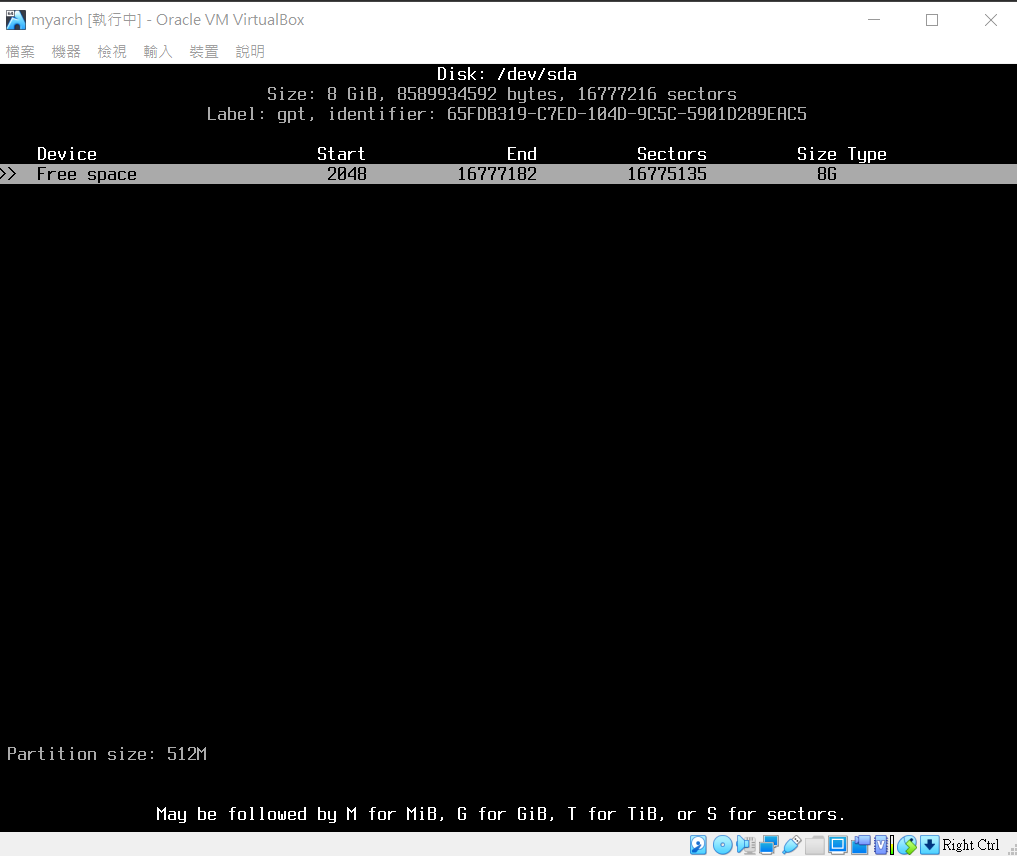 myarch [執行中] - Oracle VM VirtualBox
檔案 機器 檢視 輸入 裝置 說明
Disk: /dev/sda
Size: 8 GiB, 8589934592 bytes, 16777216 sectors
Label: gpt, identifier: 65FDB319-C7ED-104D-9C5C-5901D289EAC5
Device Start End Sectors Size Type
>> Free space 2048 16777182 16775135 8G
Partition size: 512M
May be followed by M for MiB, G for GiB, T for TiB, or S for sectors.
Right Ctrl